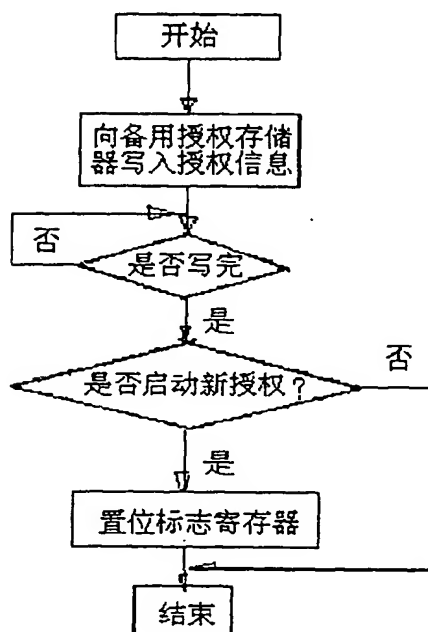 开始
向备用授权存储
器写入授权信息
否
是否写完
是
否
是否启动新授权？
是
置位标志寄存器
结束